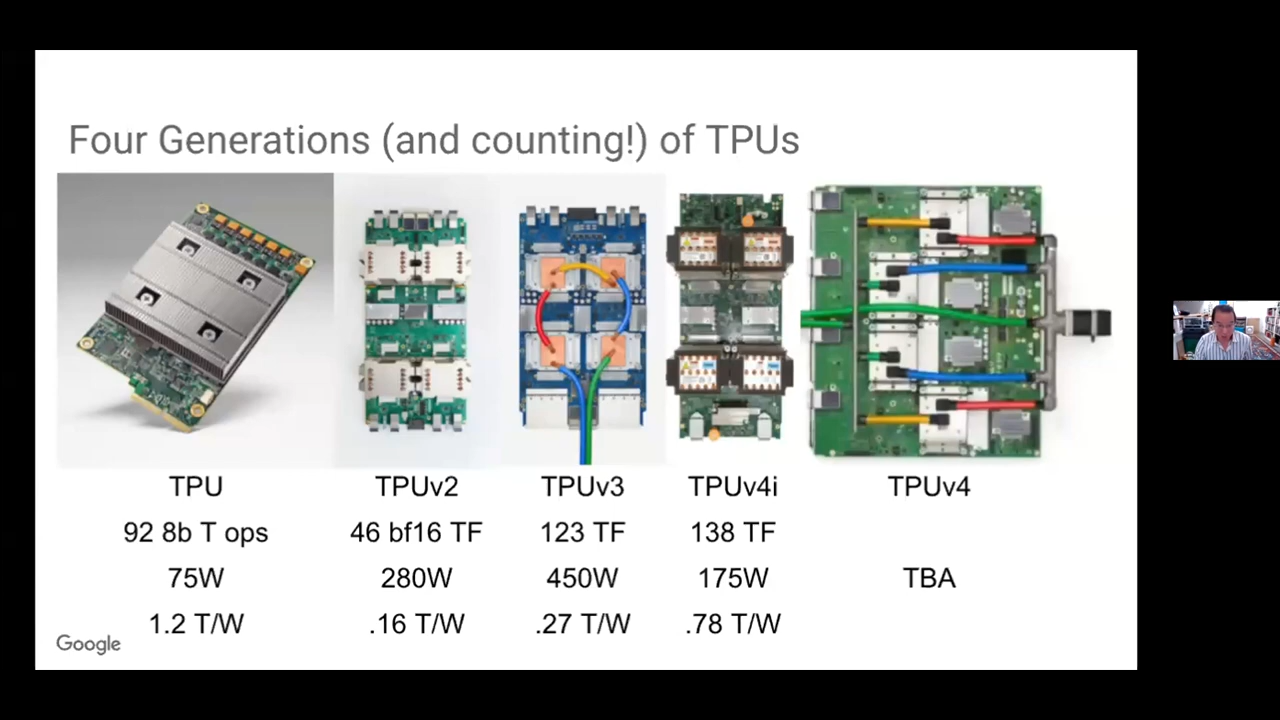 Four Generations (and counting!) of TPUs
TPU TPUv2 TPUv3 TPUv4i TPUv4
92 8b T ops 46 bf16 TF 123 TF 138 TF
75W 280W 450W 175W TBA
1.2 T/W .16 T/W .27 T/W .78 T/W
Google